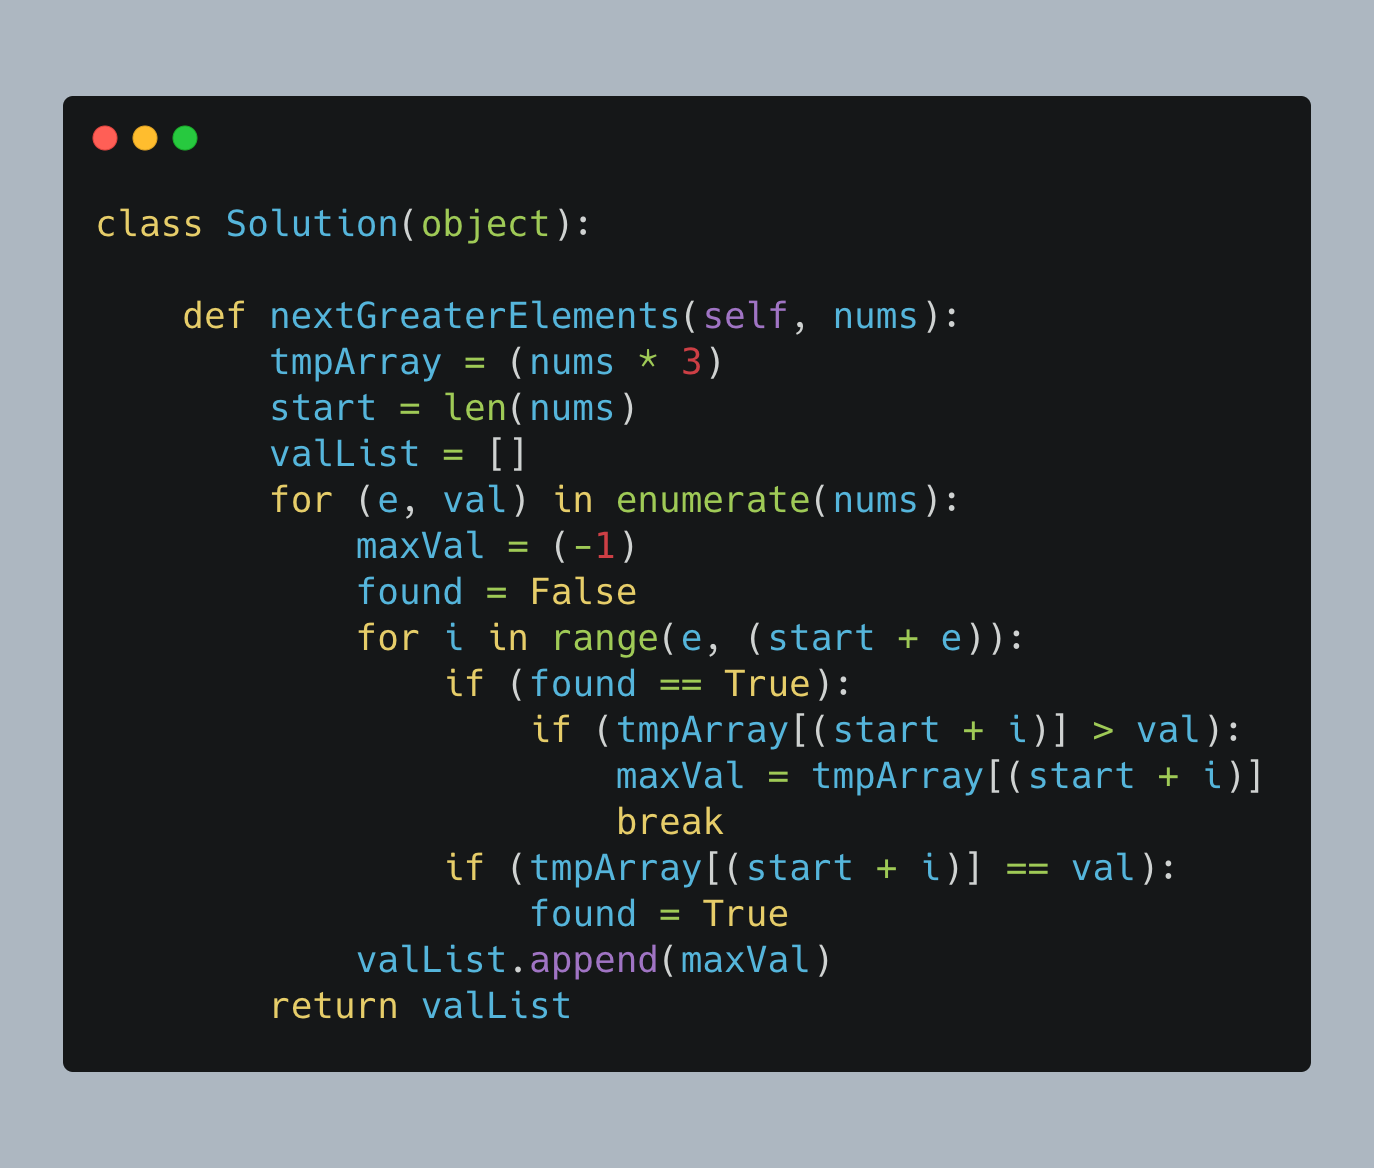 class Solution(object):

    def nextGreaterElements(self, nums):
        tmpArray = (nums * 3)
        start = len(nums)
        valList = []
        for (e, val) in enumerate(nums):
            maxVal = (-1)
            found = False
            for i in range(e, (start + e)):
                if (found == True):
                    if (tmpArray[(start + i)] > val):
                        maxVal = tmpArray[(start + i)]
                        break
                if (tmpArray[(start + i)] == val):
                    found = True
            valList.append(maxVal)
        return valList